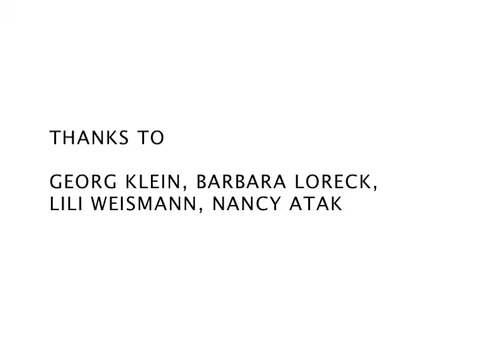 THANKS TO
GEORG KLEIN, BARBARA LORECK,
LILI WEISMANN, NANCY ATAK